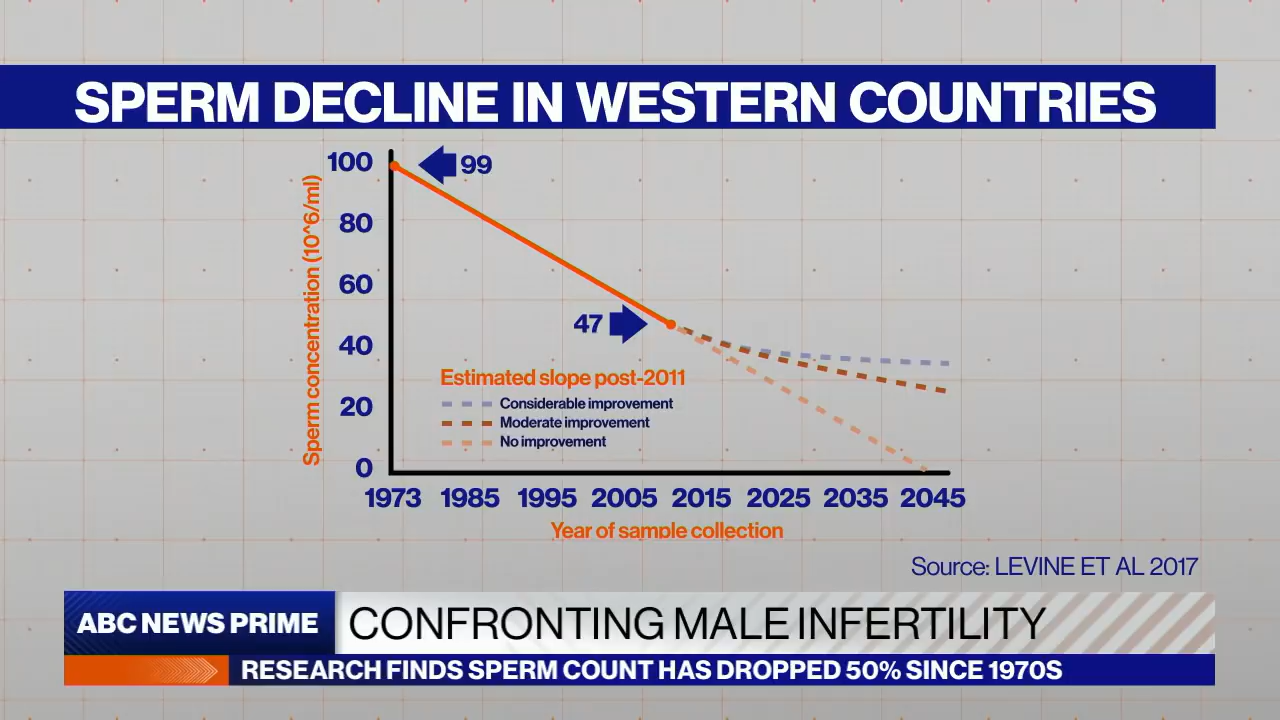 SPERM DECLINE IN WESTERN COUNTRIES
Sperm concentration (10^6/ml)
100
80
60
40
20
0
99
47
Estimated slope post-2011
Considerable improvement
Moderate improvement
No improvement
1973 1985 1995 2005 2015 2025 2035 2045
Year of sample collection
Source: LEVINE ET AL 2017
ABC NEWS PRIME
CONFRONTING MALE INFERTILITY
RESEARCH FINDS SPERM COUNT HAS DROPPED 50% SINCE 1970S